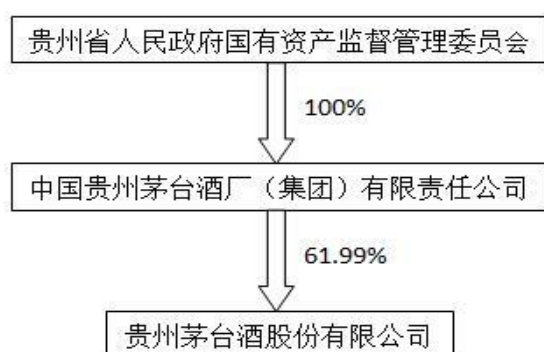 贵州省人民政府国有资产监督管理委员会
100%
中国贵州茅台酒厂（集团）有限责任公司
61.99%
贵州茅台酒股份有限公司